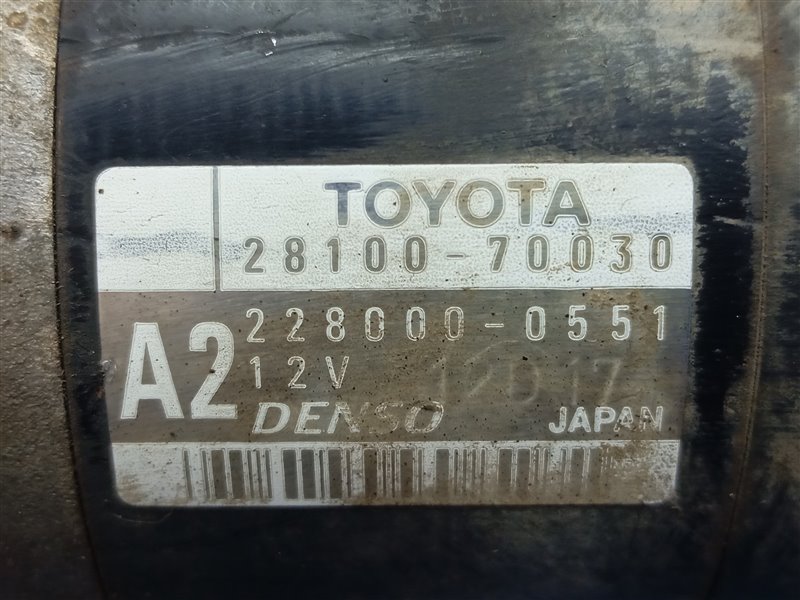 TOYOTA
28100-70030
A2
228000-0551
12V
DENSO JAPAN